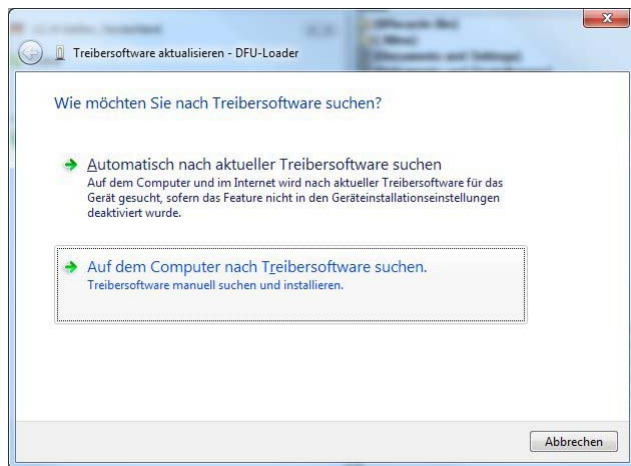 Treibersoftware aktualisieren - DFU-Loader
Wie möchten Sie nach Treibersoftware suchen?
Automatisch nach aktueller Treibersoftware suchen
Auf dem Computer und im Internet wird nach aktueller Treibersoftware für das
Gerät gesucht, sofern das Feature nicht in den Geräteinstallationseinstellungen
deaktiviert wurde.
Auf dem Computer nach Treibersoftware suchen.
Treibersoftware manuell suchen und installieren.
Abbrechen